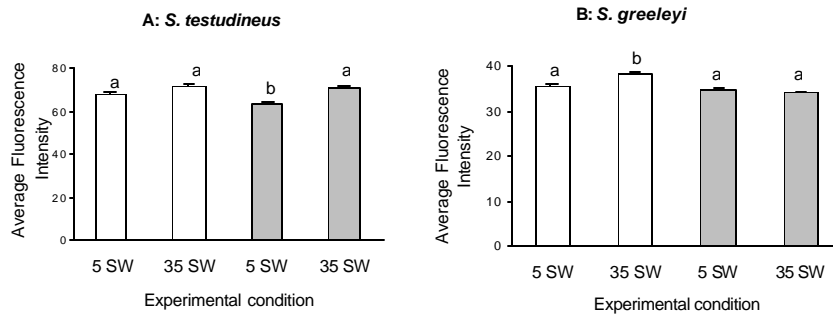 A: S. testudineus
Average Fluorescence
Intensity
80
60
40
20
0
a
a
b
a
5 SW
35 SW
5 SW
35 SW
Experimental condition
B: S. greeleyi
Average Fluorescence
Intensity
40
30
20
10
0
a
b
a
a
5 SW
35 SW
5 SW
35 SW
Experimental condition